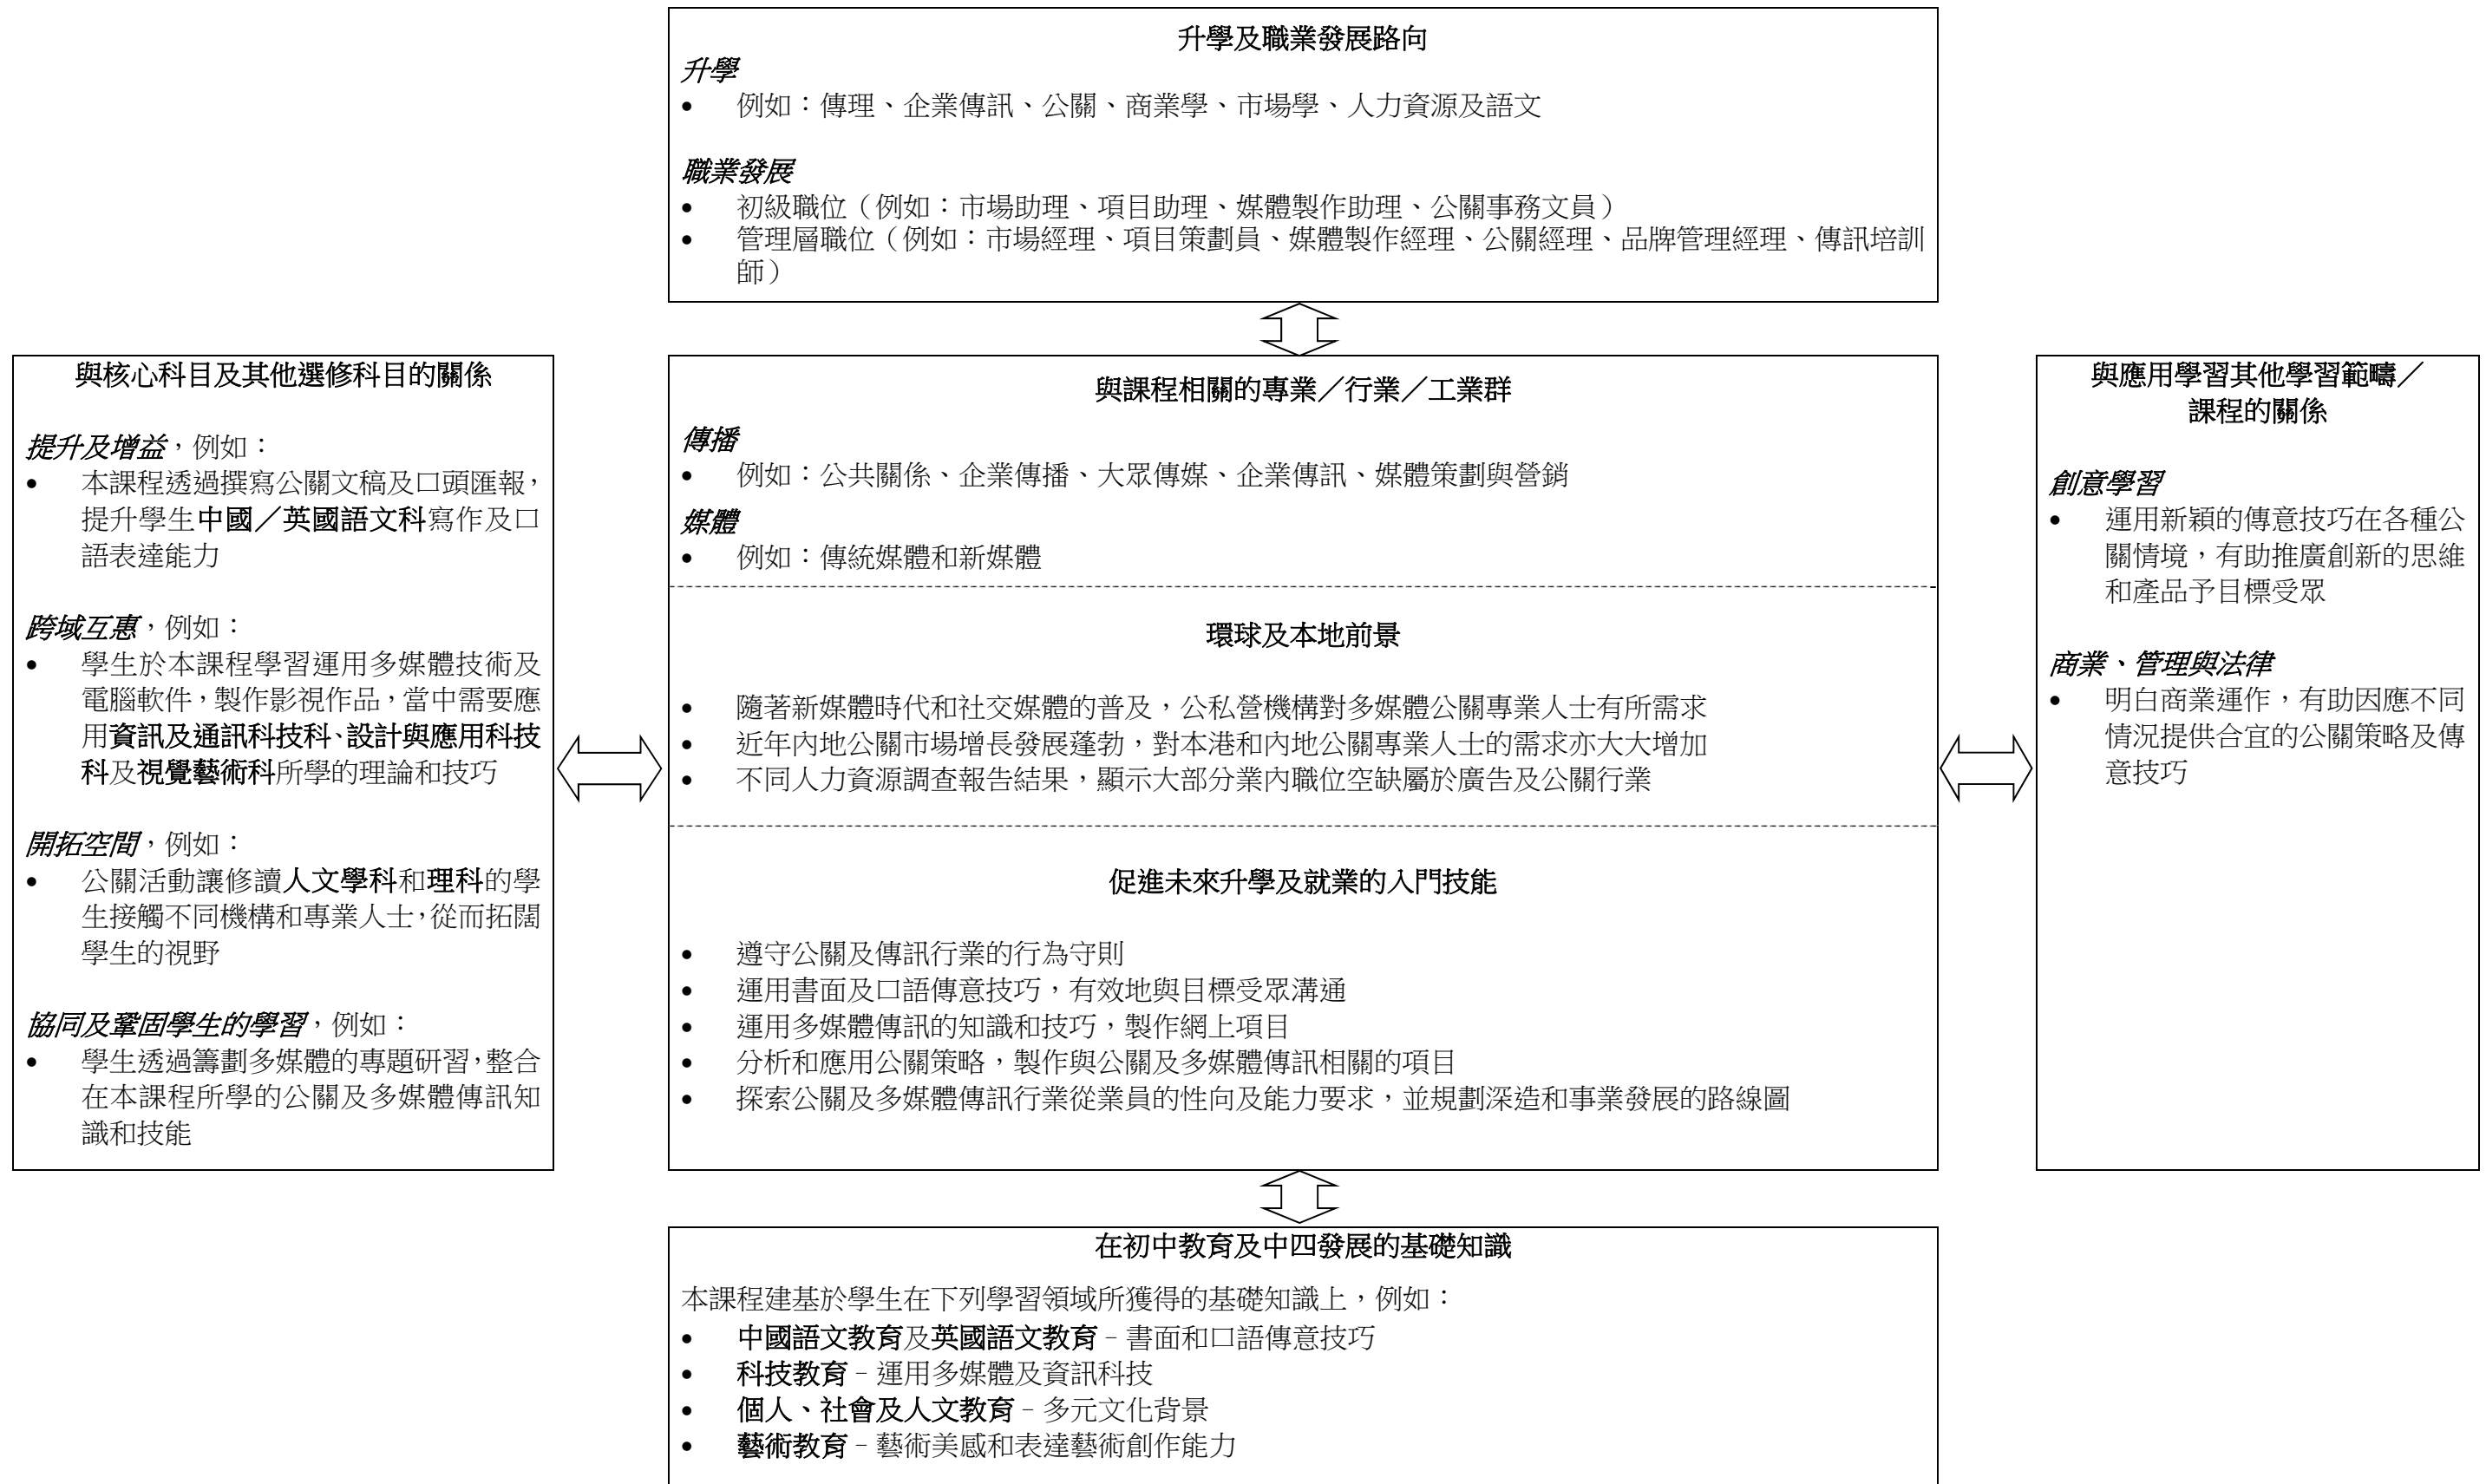 升學及職業發展路向
升學
• 例如：傳理、企業傳訊、公關、商業學、市場學、人力資源及語文
職業發展
• 初級職位（例如：市場助理、項目助理、媒體製作助理、公關事務文員）
• 管理層職位（例如：市場經理、項目策劃員、媒體製作經理、公關經理、品牌管理經理、傳訊培訓
師）
與核心科目及其他選修科目的關係
提升及增益，例如：
• 本課程透過撰寫公關文稿及口頭匯報，
提升學生中國／英國語文科寫作及口
語表達能力
跨域互惠，例如：
• 學生於本課程學習運用多媒體技術及
電腦軟件，製作影視作品，當中需要應
用資訊及通訊科技科、設計與應用科技
科及視覺藝術科所學的理論和技巧
開拓空間，例如：
• 公關活動讓修讀人文學科和理科的學
生接觸不同機構和專業人士，從而拓闊
學生的視野
協同及鞏固學生的學習，例如：
• 學生透過籌劃多媒體的專題研習，整合
在本課程所學的公關及多媒體傳訊知
識和技能
與課程相關的專業／行業／工業群
傳播
• 例如：公共關係、企業傳播、大眾傳媒、企業傳訊、媒體策劃與營銷
媒體
• 例如：傳統媒體和新媒體
環球及本地前景
• 隨著新媒體時代和社交媒體的普及，公私營機構對多媒體公關專業人士有所需求
• 近年內地公關市場增長發展蓬勃，對本港和內地公關專業人士的需求亦大大增加
• 不同人力資源調查報告結果，顯示大部分業內職位空缺屬於廣告及公關行業
促進未來升學及就業的入門技能
• 遵守公關及傳訊行業的行為守則
• 運用書面及口語傳意技巧，有效地與目標受眾溝通
• 運用多媒體傳訊的知識和技巧，製作網上項目
• 分析和應用公關策略，製作與公關及多媒體傳訊相關的項目
• 探索公關及多媒體傳訊行業從業員的性向及能力要求，並規劃深造和事業發展的路線圖
與應用學習其他學習範疇／
課程的關係
創意學習
• 運用新穎的傳意技巧在各種公
關情境，有助推廣創新的思維
和產品予目標受眾
商業、管理與法律
• 明白商業運作，有助因應不同
情況提供合宜的公關策略及傳
意技巧
在初中教育及中四發展的基礎知識
本課程建基於學生在下列學習領域所獲得的基礎知識上，例如：
• 中國語文教育及英國語文教育–書面和口語傳意技巧
• 科技教育–運用多媒體及資訊科技
• 個人、社會及人文教育–多元文化背景
• 藝術教育–藝術美感和表達藝術創作能力